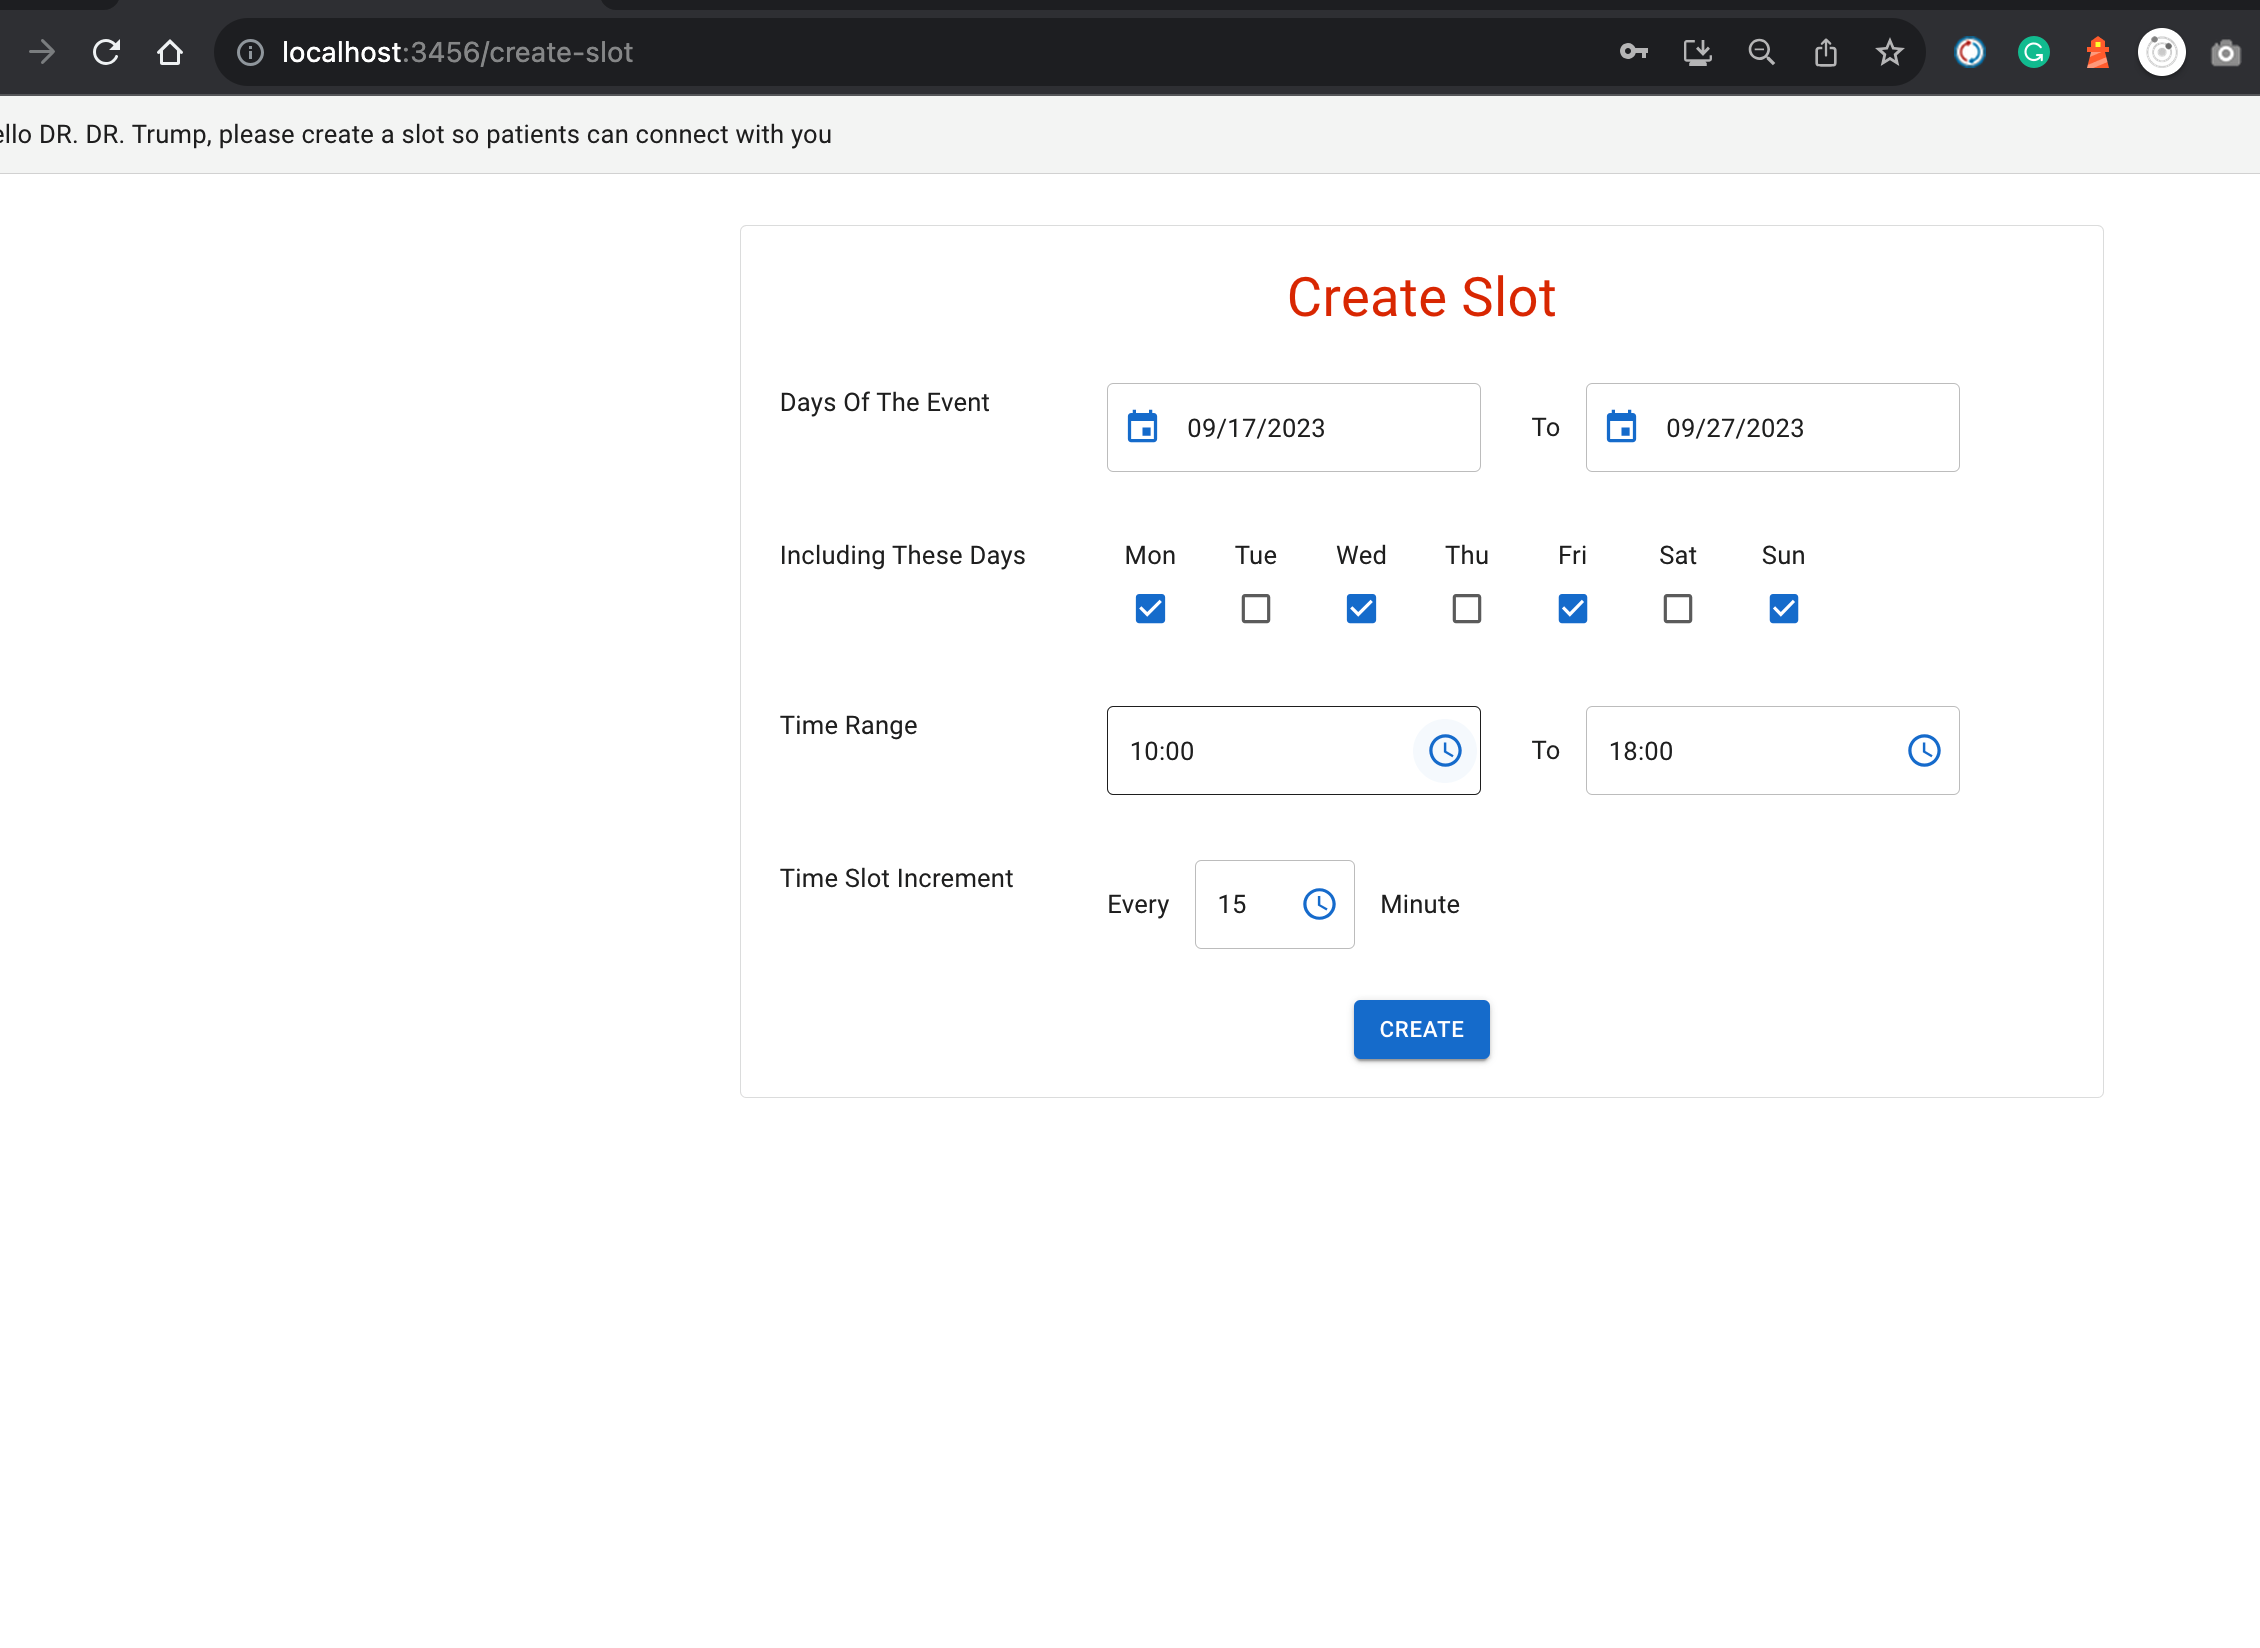 localhost:3456/create-slot
ello DR. DR. Trump, please create a slot so patients can connect with you
Create Slot
Days Of The Event 09/17/2023 To 09/27/2023
Including These Days Mon Tue Wed Thu Fri Sat Sun
Time Range 10:00 To 18:00
Time Slot Increment Every 15 Minute
CREATE